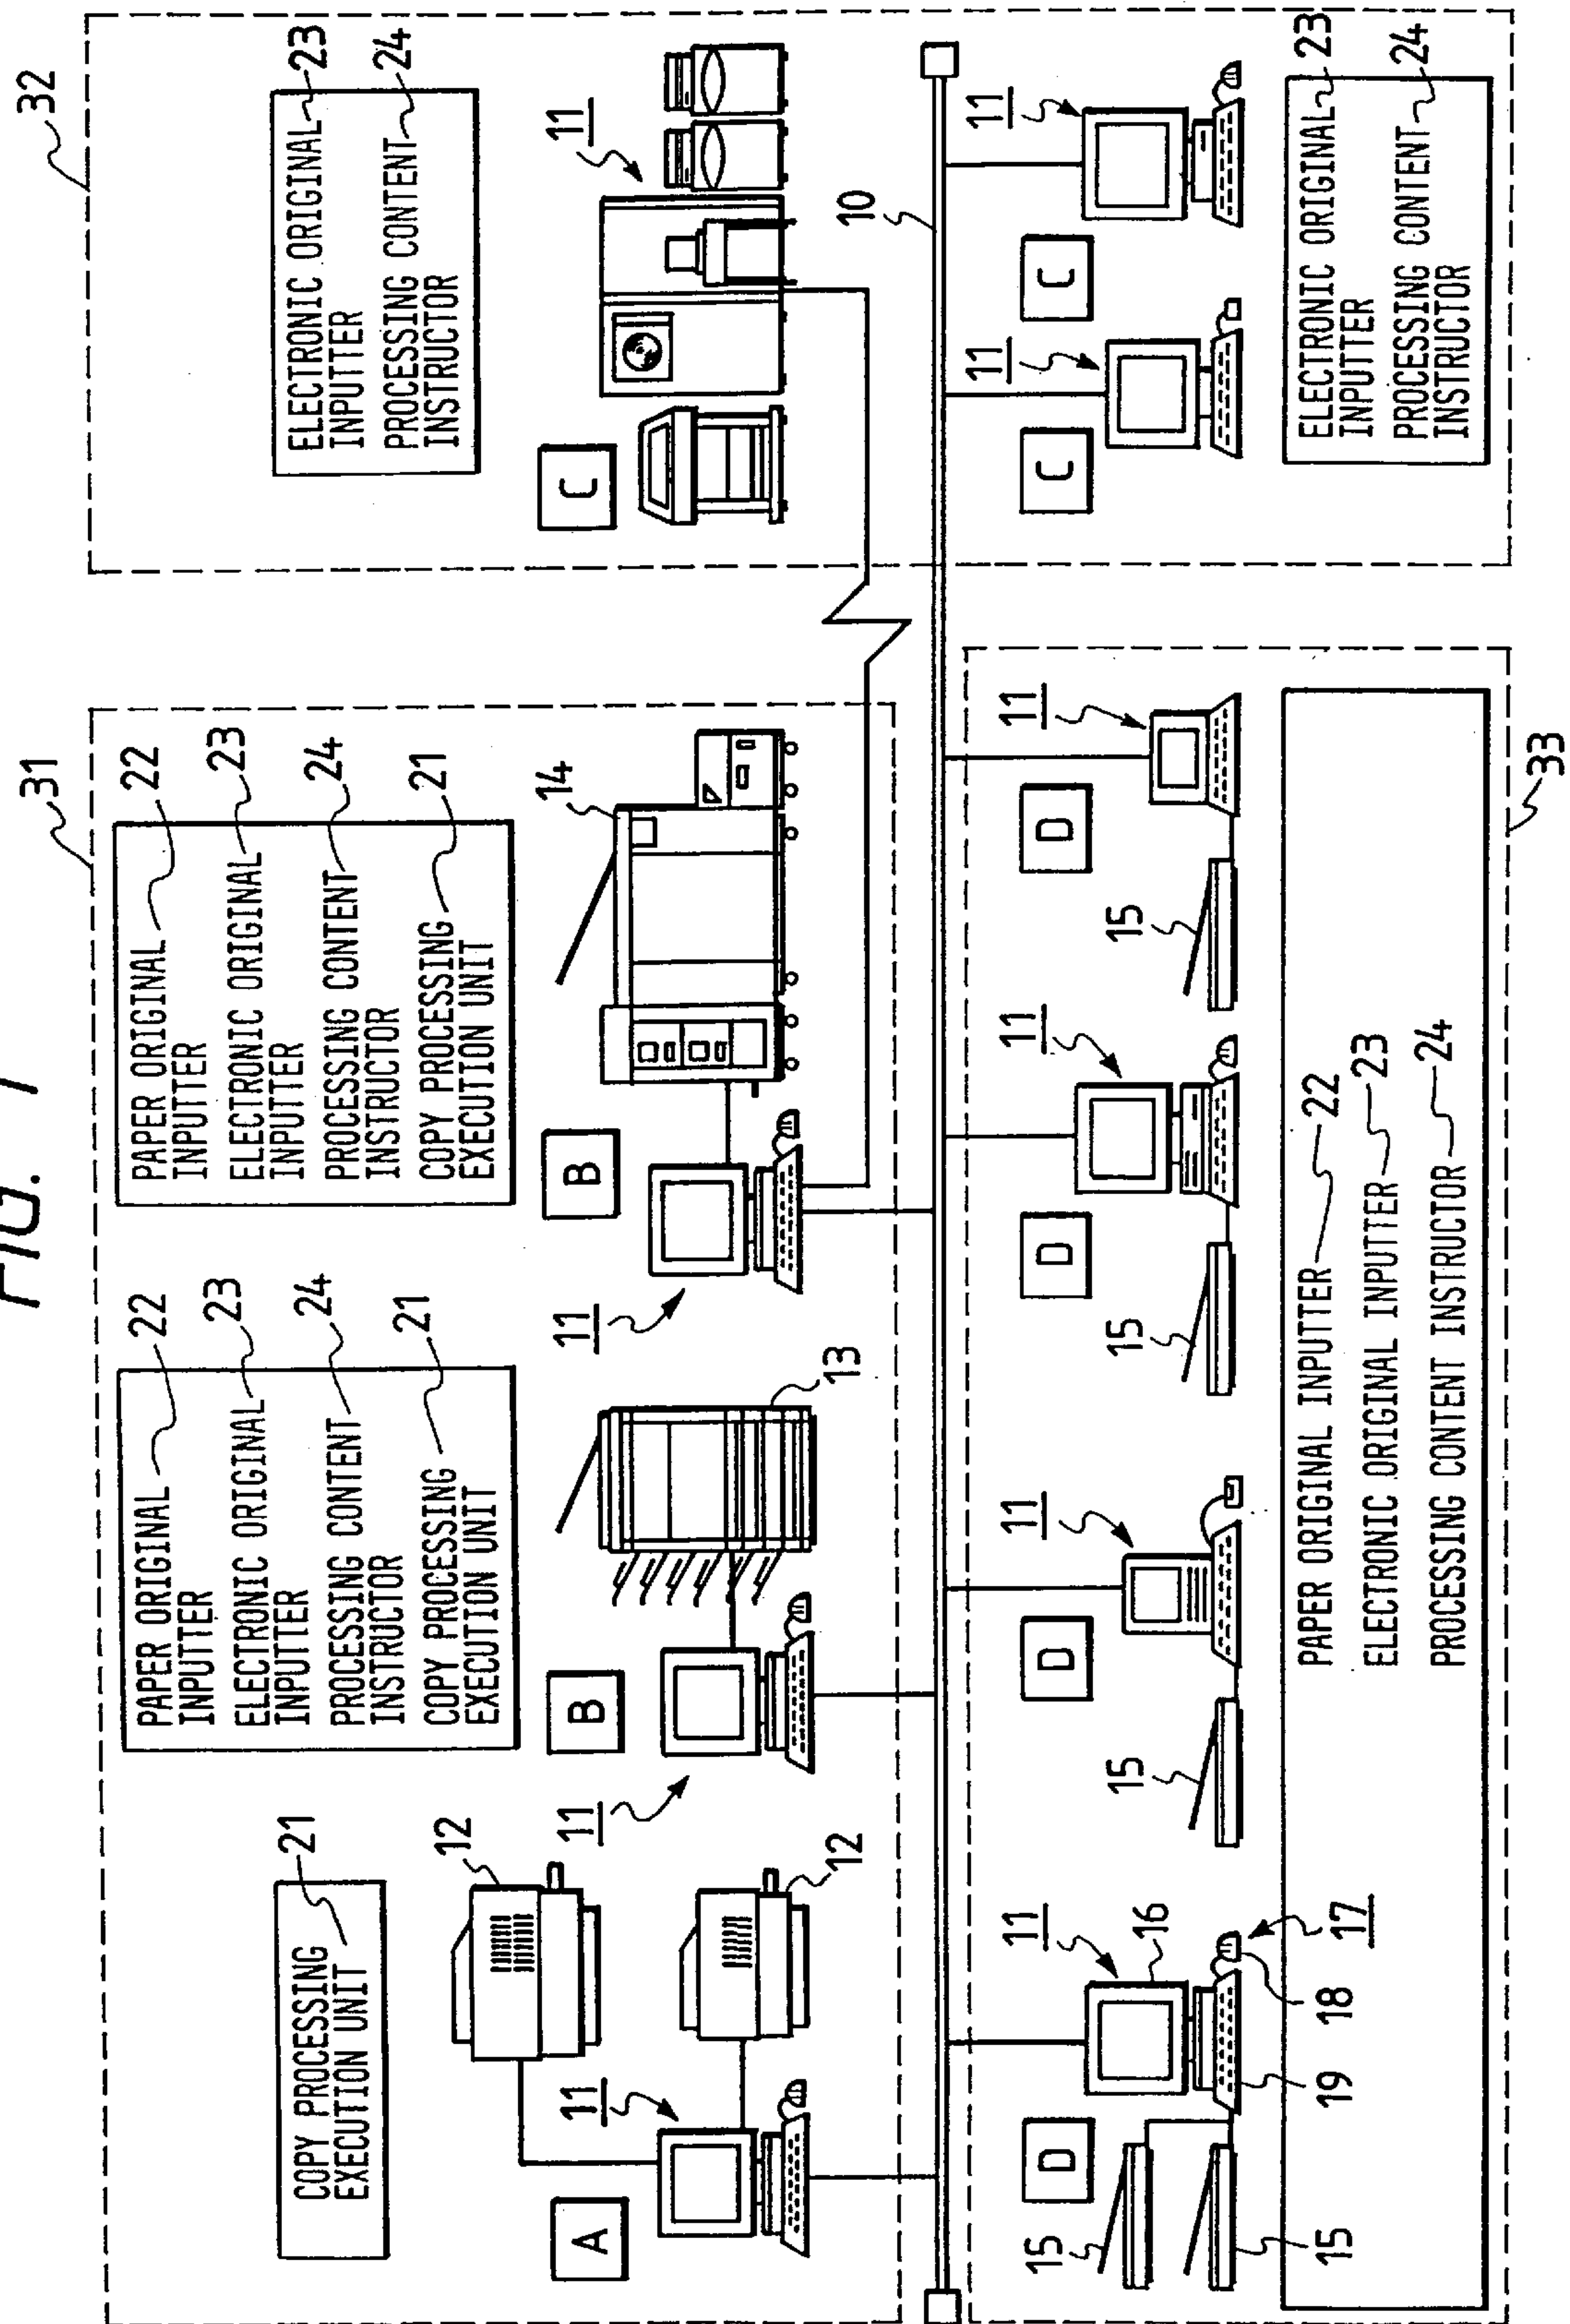 FIG. 1
31
COPY PROCESSING
EXECUTION UNIT
21
PAPER ORIGINAL
INPUTTER
22
ELECTRONIC ORIGINAL
INPUTTER
23
PROCESSING CONTENT
INSTRUCTOR
24
COPY PROCESSING
EXECUTION UNIT
21
PAPER ORIGINAL
INPUTTER
22
ELECTRONIC ORIGINAL
INPUTTER
23
PROCESSING CONTENT
INSTRUCTOR
24
COPY PROCESSING
EXECUTION UNIT
21
32
ELECTRONIC ORIGINAL
INPUTTER
23
PROCESSING CONTENT
INSTRUCTOR
24
A
11
12
12
B
11
13
B
11
14
C
11
10
D
15
15
11
16
17
18
19
D
15
11
D
15
11
D
15
11
C
11
C
11
PAPER ORIGINAL INPUTTER
22
ELECTRONIC ORIGINAL INPUTTER
23
PROCESSING CONTENT INSTRUCTOR
24
33
ELECTRONIC ORIGINAL
INPUTTER
23
PROCESSING CONTENT
INSTRUCTOR
24